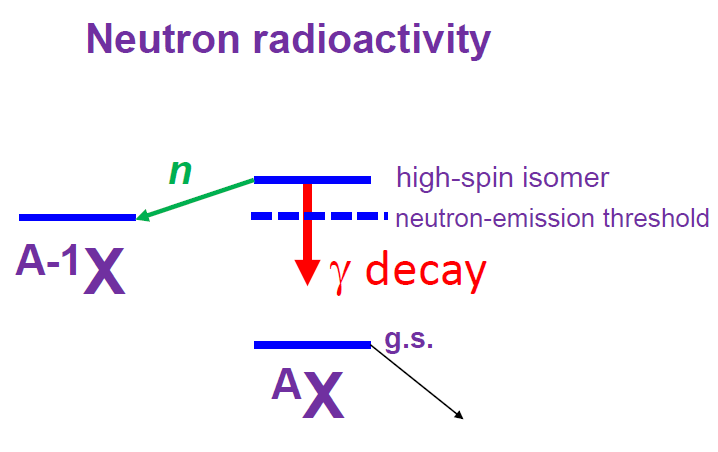 Neutron radioactivity
n
high-spin isomer
neutron-emission threshold
A-1X
γ decay
g.s.
AX